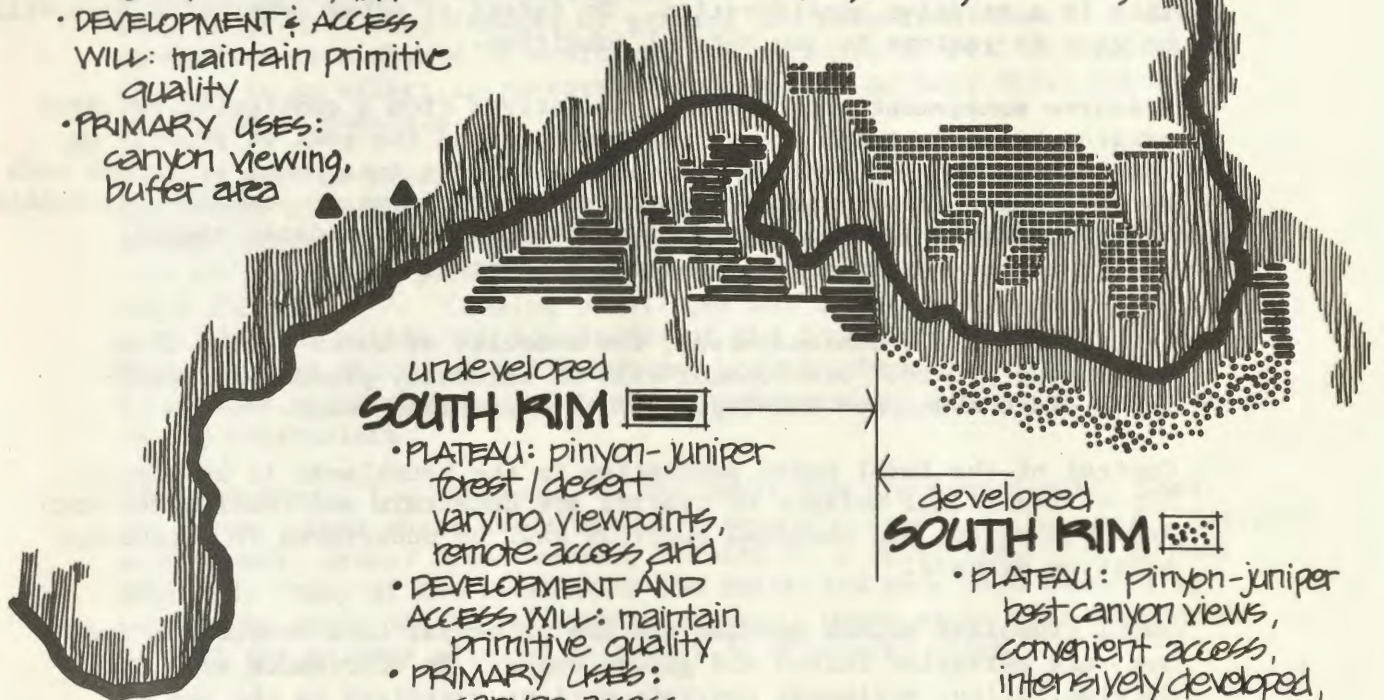 • DEVELOPMENT & ACCESS
WILL: maintain primitive
quality
• PRIMARY USES:
canyon viewing,
buffer area
undeveloped
SOUTH RIM
• PLATEAU: pinyon-juniper
forest / desert
varying viewpoints,
remote access, and
• DEVELOPMENT AND
ACCESS WILL: maintain
primitive quality
• PRIMARY USES:
developed
SOUTH RIM
• PLATEAU: pinyon-juniper
best canyon views,
convenient access,
intensively developed,